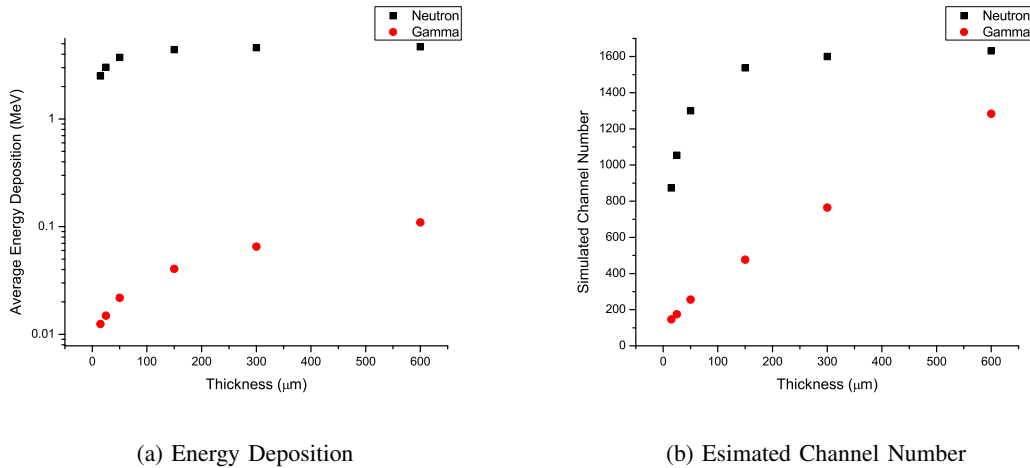 Neutron
Gamma
1
0.1
0.01
Average Energy Deposition (MeV)
0 100 200 300 400 500 600
Thickness (μm)
(a) Energy Deposition
Neutron
Gamma
1600
1400
1200
1000
800
600
400
200
0
Simulated Channel Number
0 100 200 300 400 500 600
Thickness (μm)
(b) Esimated Channel Number